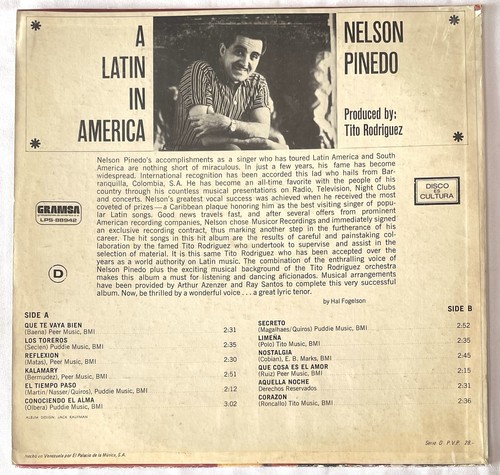 A
LATIN
IN
AMERICA
NELSON
PINEDO
Produced by:
Tito Rodriguez
Nelson Pinedo's accomplishments as a singer who has toured Latin America and South
America are nothing short of miraculous. In just a few years, his fame has become
widespread. International recognction has been accorded this lad who hails from Bar-
ranquilla, Colombia, S.A. He has become an all-time favorite with the people of his
country through his countless musical presentations on Radio, Television, Night Clubs
and concerts. Nelson's greatest vocal success was achieved when he received the most
coveted of prizes—a Caribbean plaque honoring him as the best visiting singer of popu-
lar Latin songs. Good news travels fast, and after several offers from prominent
American recording companies, Nelson chose Musicor Recordings and immediately signed
an exclusive recording contract, thus marking another step in the furtherance of his
career. The hit songs in this hit album are the results of careful and painstaking col-
laboration by the famed Tito Rodriguez who undertook to supervise and assist in the
selection of material. It is this same Tito Rodriguez who has been accepted over the
years as a world authority on Latin music. The combination of the enthralling voice of
Nelson Pinedo plus the exciting musical background of the Tito Rodriguez orchestra
makes this album a must for listening and dancing aficionados. Musical arrangements
have been provided by Arthur Azenzer and Ray Santos to complete this very successful
album. Now, be thrilled by a wonderful voice . . . a great lyric tenor.
by Hal Fogelson
GRAMSA
LPS-88942
D
DISCO
ES
CULTURA
SIDE A
QUE TE VAYA BIEN
(Baena) Peer Music, BMI 2:31
LOS TOREROS
(Seclen) Puddie Music, BMI 2:35
REFLEXION
(Matas), Peer Music, BMI 2:30
KALAMARY
(Bermudez), Peer Music, BMI 2:51
EL TIEMPO PASO
(Martin/Nasser/Quiros), Puddie Music, BMI 2:12
CONOCIENDO EL ALMA
(Olbera) Puddie Music, BMI 3:02
ALBUM DESIGN: JACK KAUFMAN
SIDE B
SECRETO 2:52
(Magalhaes/Quiros) Puddie Music, BMI
LIMEÑA 2:35
(Polo) Tito Music, BMI
NOSTALGIA 2:45
(Cobian), E. B. Marks, BMI
QUE COSA ES EL AMOR 2:15
(Ruiz) Peer Music, BMI
AQUELLA NOCHE 2:31
Derechos Reservados
CORAZON 2:36
(Roncallo) Tito Music, BMI
hecho en Venezuela por El Palacio de la Música, S.A.
Serie D P.V.P. 28.-